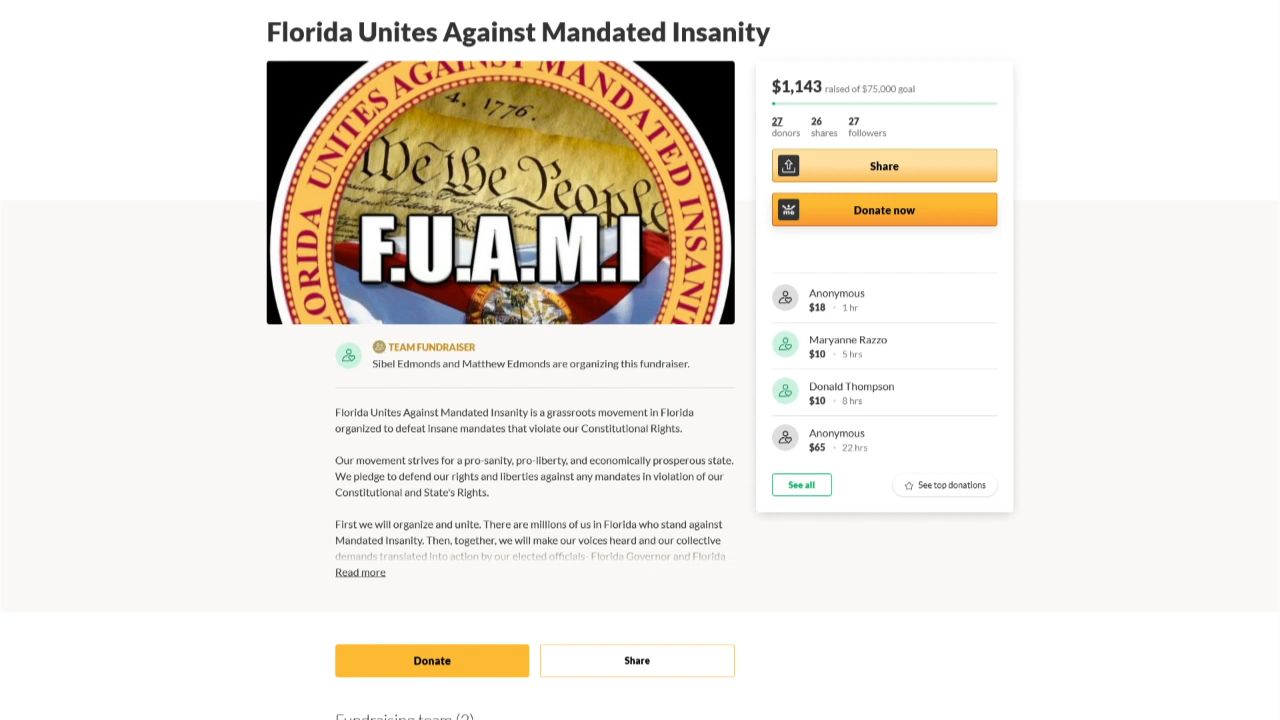 Florida Unites Against Mandated Insanity
FLORIDA UNITES AGAINST MANDATED INSANITY
4, 1776.
We the People
F.U.A.M.I
TEAM FUNDRAISER
Sibel Edmonds and Matthew Edmonds are organizing this fundraiser.
Florida Unites Against Mandated Insanity is a grassroots movement in Florida
organized to defeat insane mandates that violate our Constitutional Rights.
Our movement strives for a pro-sanity, pro-liberty, and economically prosperous state.
We pledge to defend our rights and liberties against any mandates in violation of our
Constitutional and State's Rights.
First we will organize and unite. There are millions of us in Florida who stand against
Mandated Insanity. Then, together, we will make our voices heard and our collective
demands translated into action by our elected officials- Florida Governor and Florida
Read more
Donate
Share
Fundraising team (2)
$1,143 raised of $75,000 goal
27 26 27
donors shares followers
Share
me Donate now
Anonymous
$18 • 1 hr
Maryanne Razzo
$10 • 5 hrs
Donald Thompson
$10 • 8 hrs
Anonymous
$65 • 22 hrs
See all
See top donations